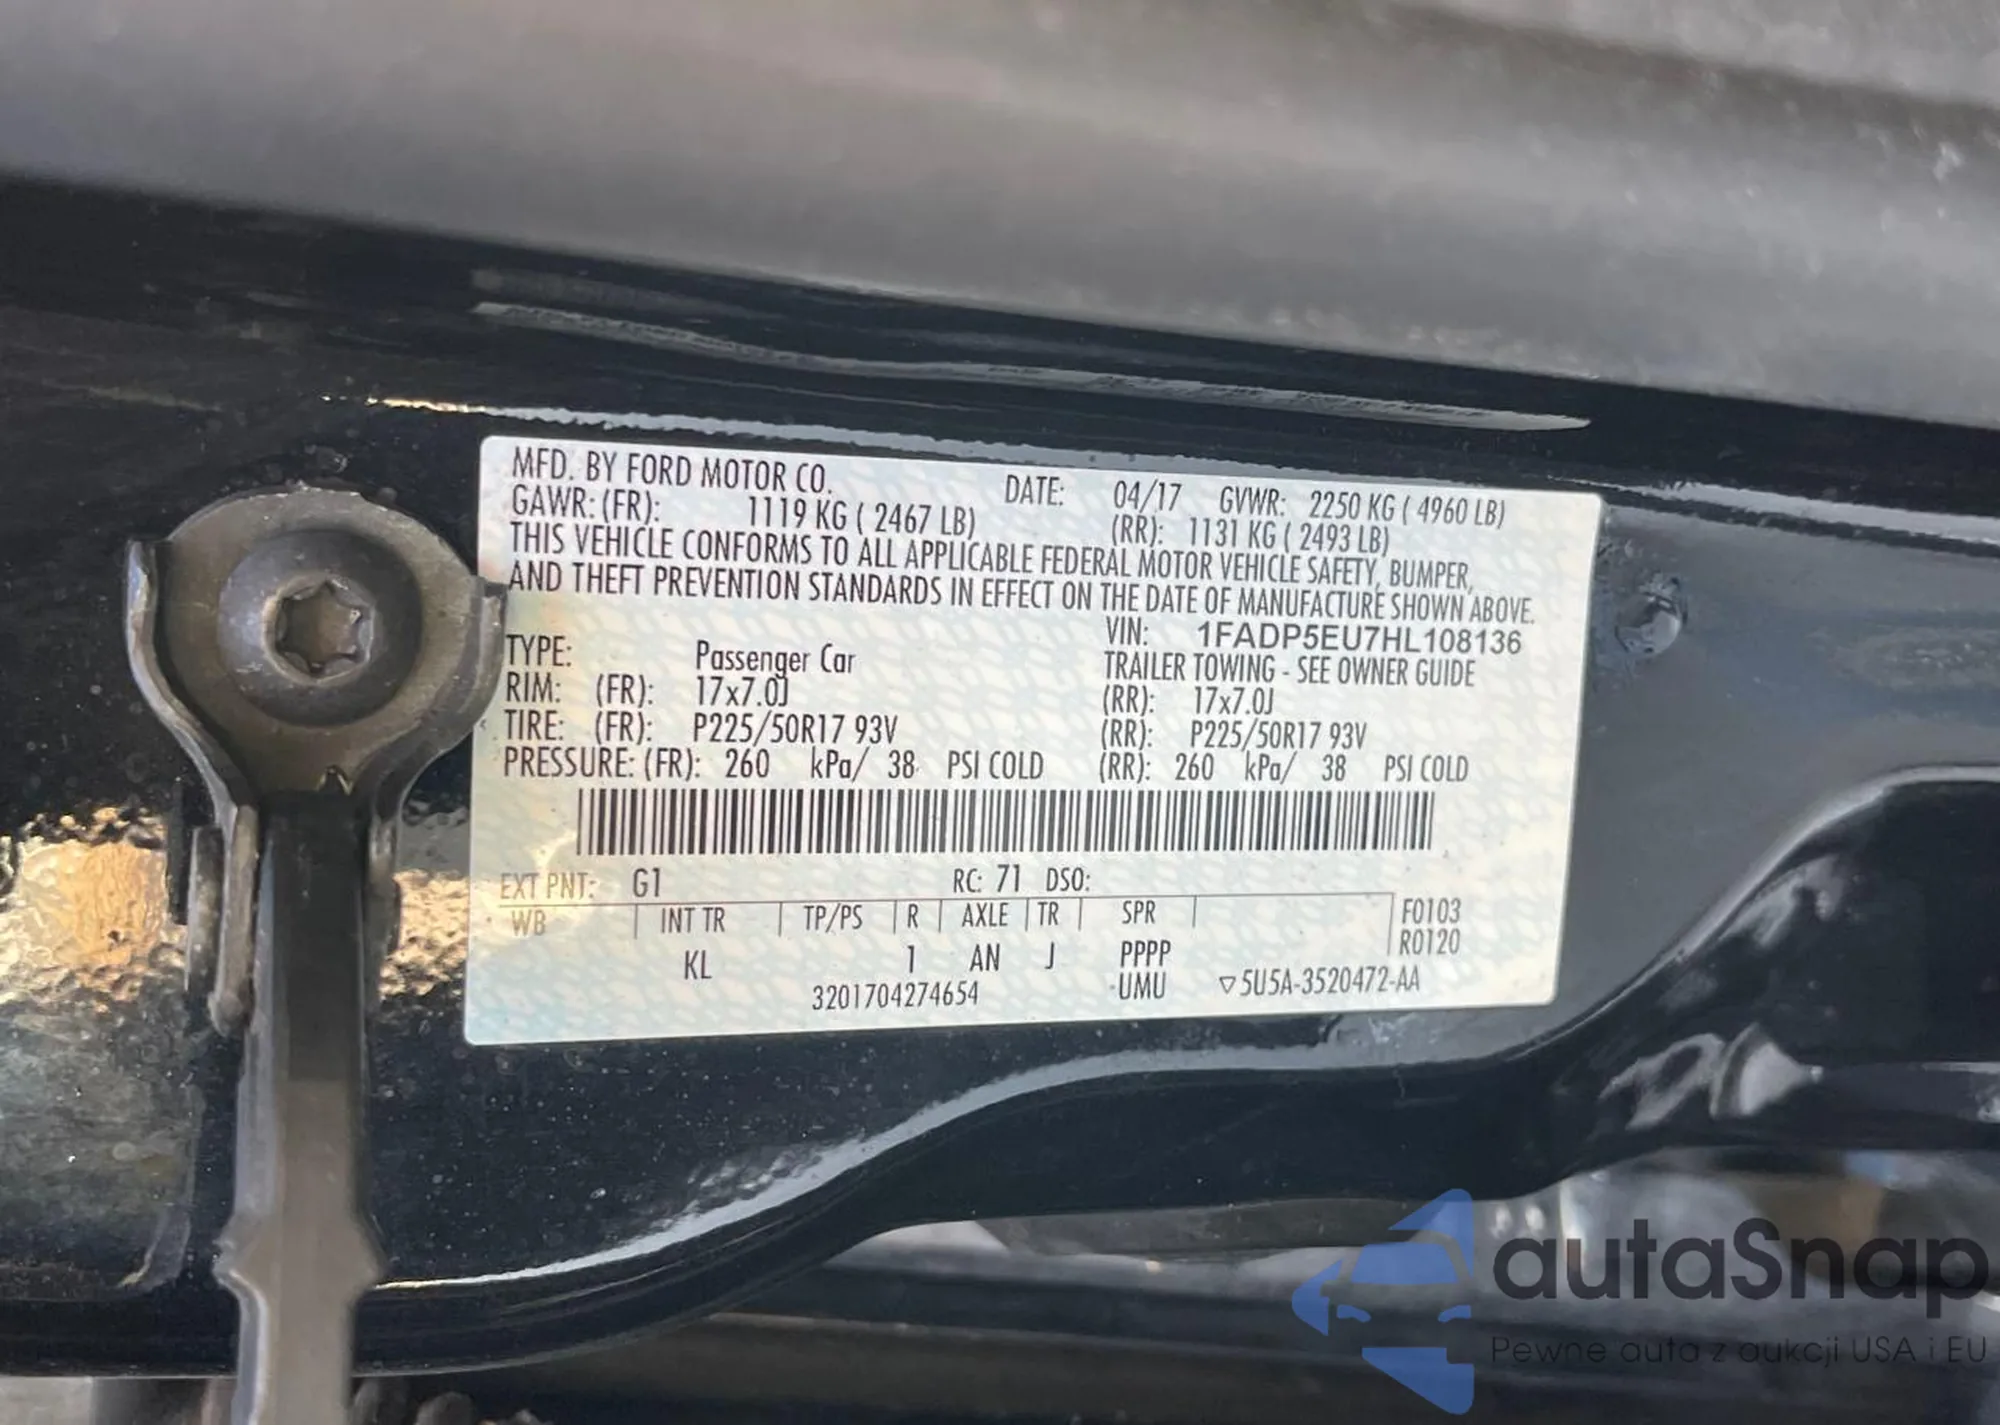 MFD. BY FORD MOTOR CO. DATE: 04/17 GVWR: 2250 KG ( 4960 LB)
GAWR: (FR): 1119 KG ( 2467 LB) (RR): 1131 KG ( 2493 LB)
THIS VEHICLE CONFORMS TO ALL APPLICABLE FEDERAL MOTOR VEHICLE SAFETY, BUMPER,
AND THEFT PREVENTION STANDARDS IN EFFECT ON THE DATE OF MANUFACTURE SHOWN ABOVE.
VIN: 1FADP5EU7HL108136
TYPE: Passenger Car TRAILER TOWING - SEE OWNER GUIDE
RIM: (FR): 17x7.0J (RR): 17x7.0J
TIRE: (FR): P225/50R17 93V (RR): P225/50R17 93V
PRESSURE: (FR): 260 kPa/ 38 PSI COLD (RR): 260 kPa/ 38 PSI COLD
EXT PNT: G1 RC: 71 DSO:
WB INT TR TP/PS R AXLE TR SPR F0103
R0120
KL 1 AN J PPPP
3201704274654 UMU ▽5U5A-3520472-AA
autaSnap
Pewne auta z aukcji USA i EU